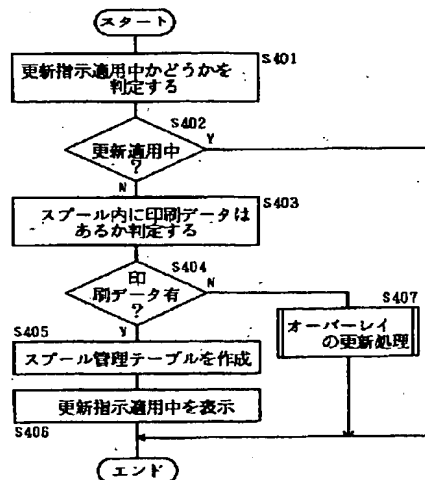 スタート
更新指示適用中かどうかを
判定する
S401
S402
更新適用中
?
Y
N
スプール内に印刷データは
あるか判定する
S403
S404
印
刷データ有
?
N
Y
S407
オーバーレイ
の更新処理
S405
スプール管理テーブルを作成
更新指示適用中を表示
S406
エンド